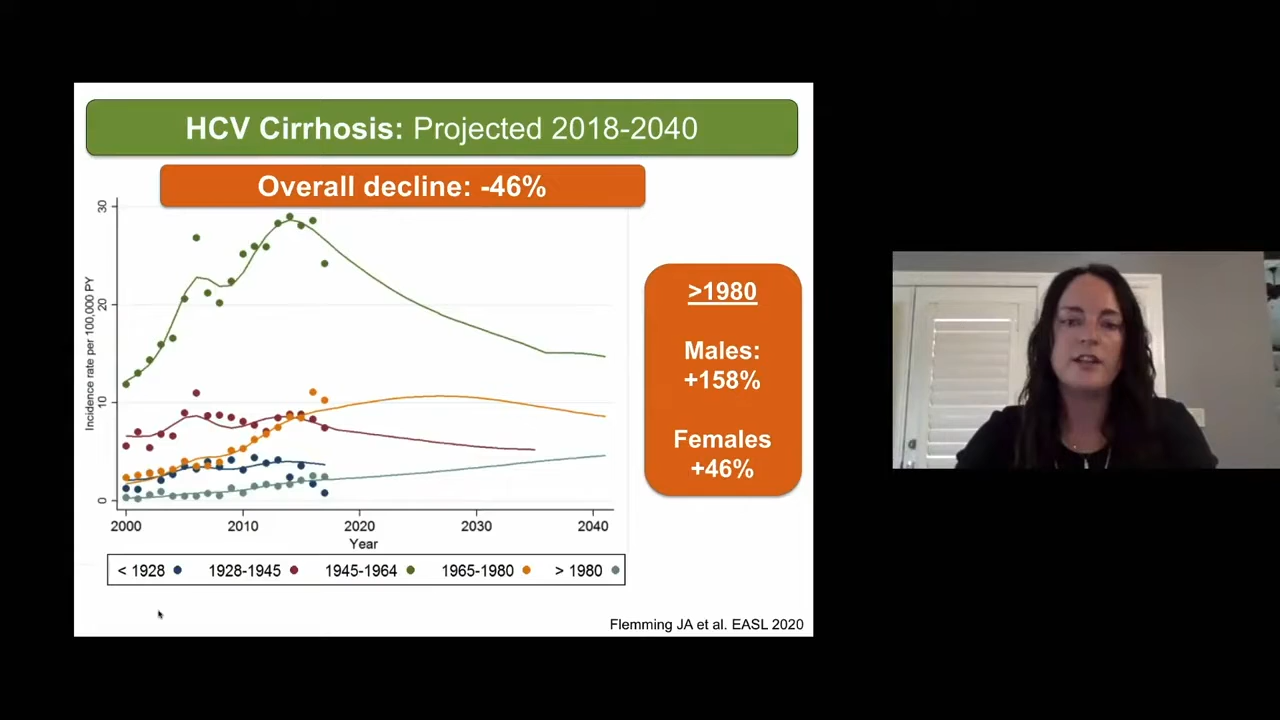 HCV Cirrhosis: Projected 2018-2040
Overall decline: -46%
Incidence rate per 100,000 PY
30
20
10
0
2000 2010 2020 2030 2040
Year
< 1928 1928-1945 1945-1964 1965-1980 > 1980
>1980
Males:
+158%
Females
+46%
Flemming JA et al. EASL 2020